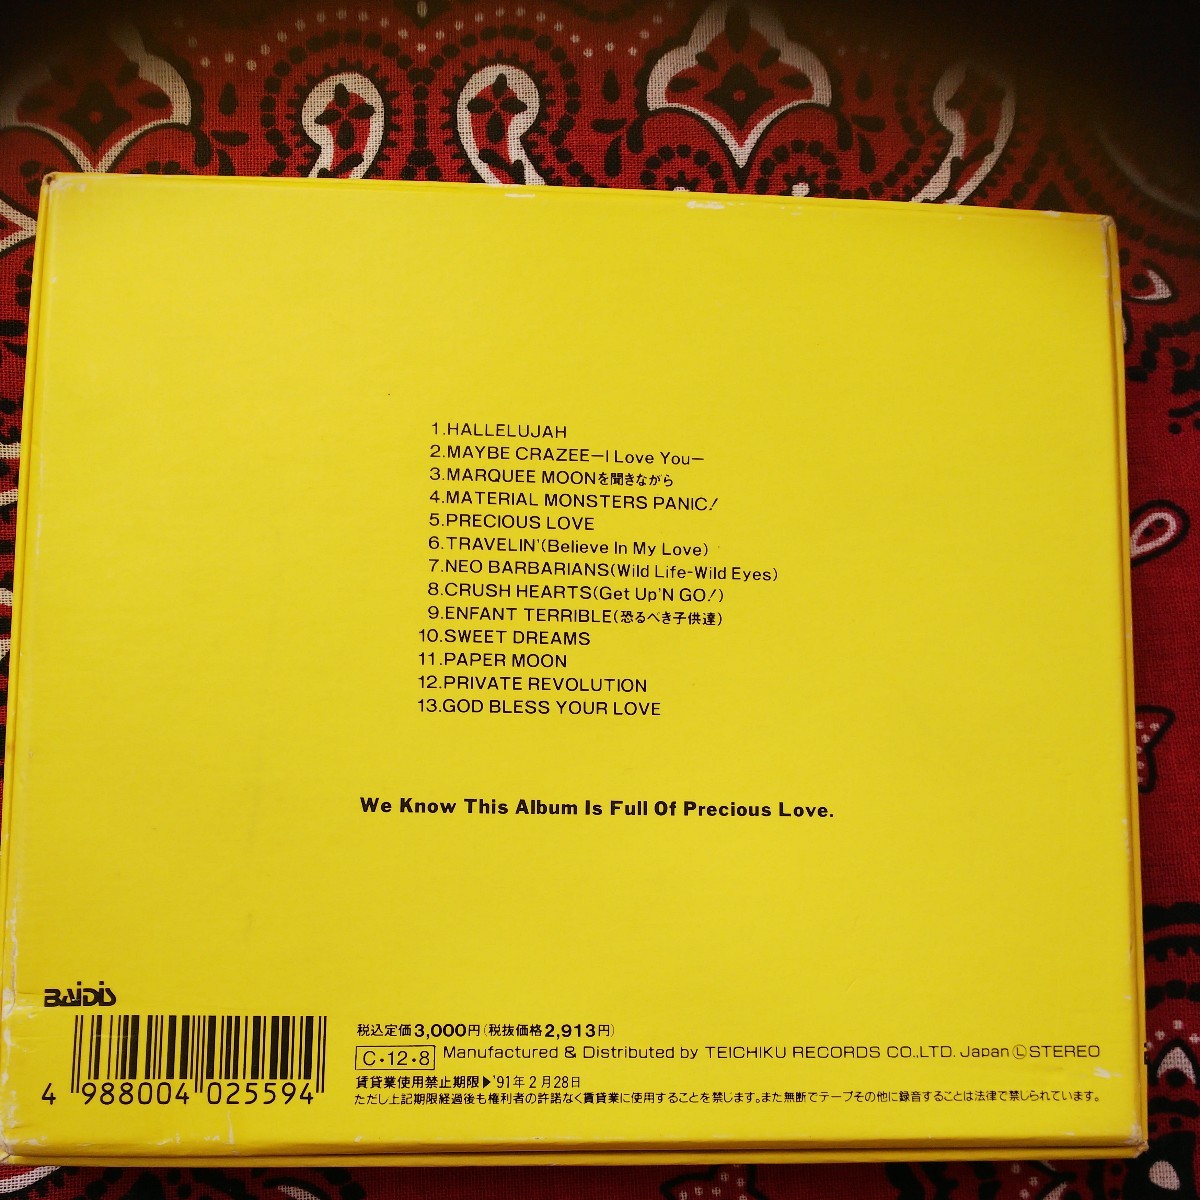 1.HALLELUJAH
2.MAYBE CRAZEE—I Love You—
3.MARQUEE MOONを聞きながら
4.MATERIAL MONSTERS PANIC!
5.PRECIOUS LOVE
6.TRAVELIN'(Believe In My Love)
7.NEO BARBARIANS(Wild Life-Wild Eyes)
8.CRUSH HEARTS(Get Up'N GO!)
9.ENFANT TERRIBLE(恐るべき子供達)
10.SWEET DREAMS
11.PAPER MOON
12.PRIVATE REVOLUTION
13.GOD BLESS YOUR LOVE
We Know This Album Is Full Of Precious Love.
BAIDIS
4 988004 025594
税込定価3,000円(税抜価格2,913円)
C・12・8 Manufactured & Distributed by TEICHIKU RECORDS CO.,LTD. Japan Ⓛ STEREO
賃貸業使用禁止期限▶'91年2月28日
ただし上記期限経過後も権利者の許諾なく賃貸業に使用することを禁じます。また無断でテープその他に録音することは法律で禁じられています。